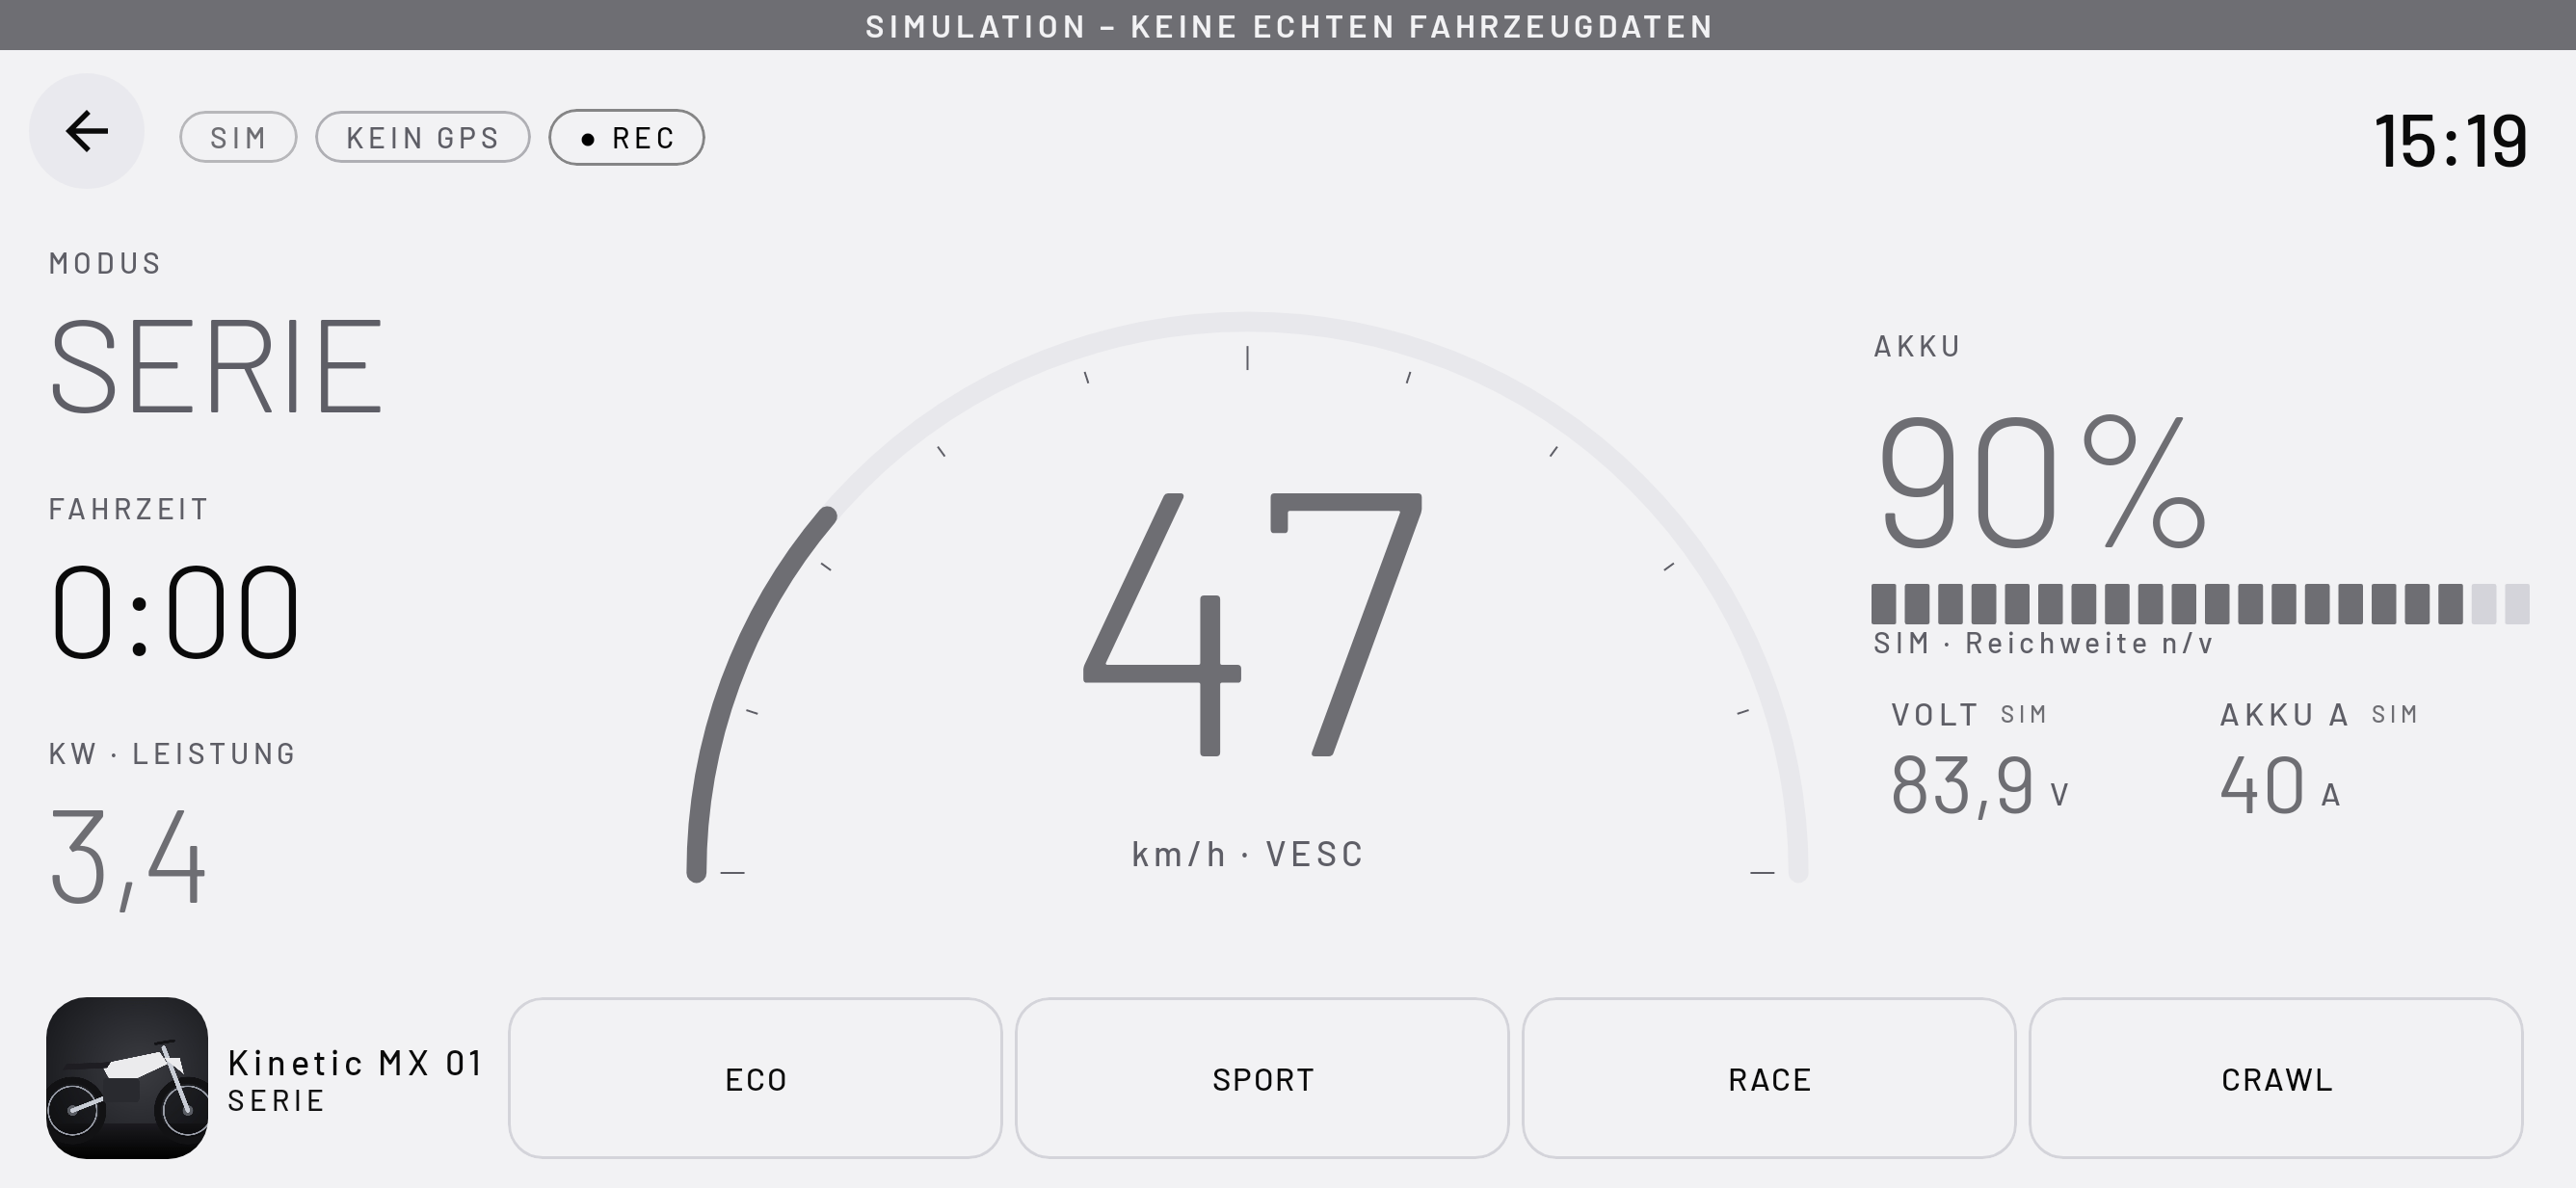 SIMULATION – KEINE ECHTEN FAHRZEUGDATEN
SIM
KEIN GPS
● REC
15:19
MODUS
SERIE
FAHRZEIT
0:00
KW · LEISTUNG
3,4
47
km/h · VESC
AKKU
90%
SIM · Reichweite n/v
VOLT SIM
83,9 V
AKKU A SIM
40 A
Kinetic MX 01
SERIE
ECO
SPORT
RACE
CRAWL